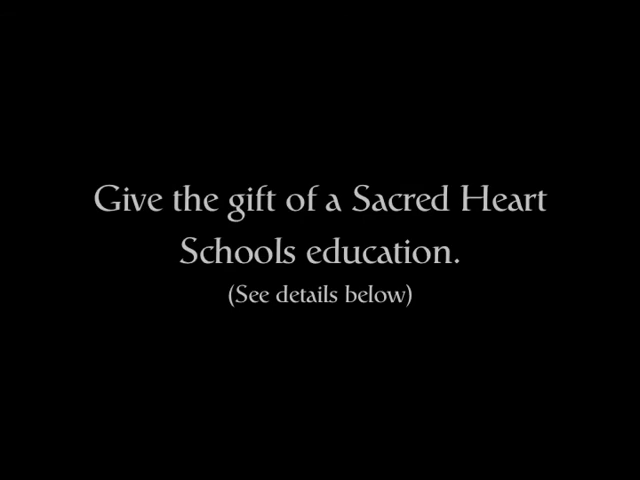 Give the gift of a Sacred Heart
Schools education.
(See details below)